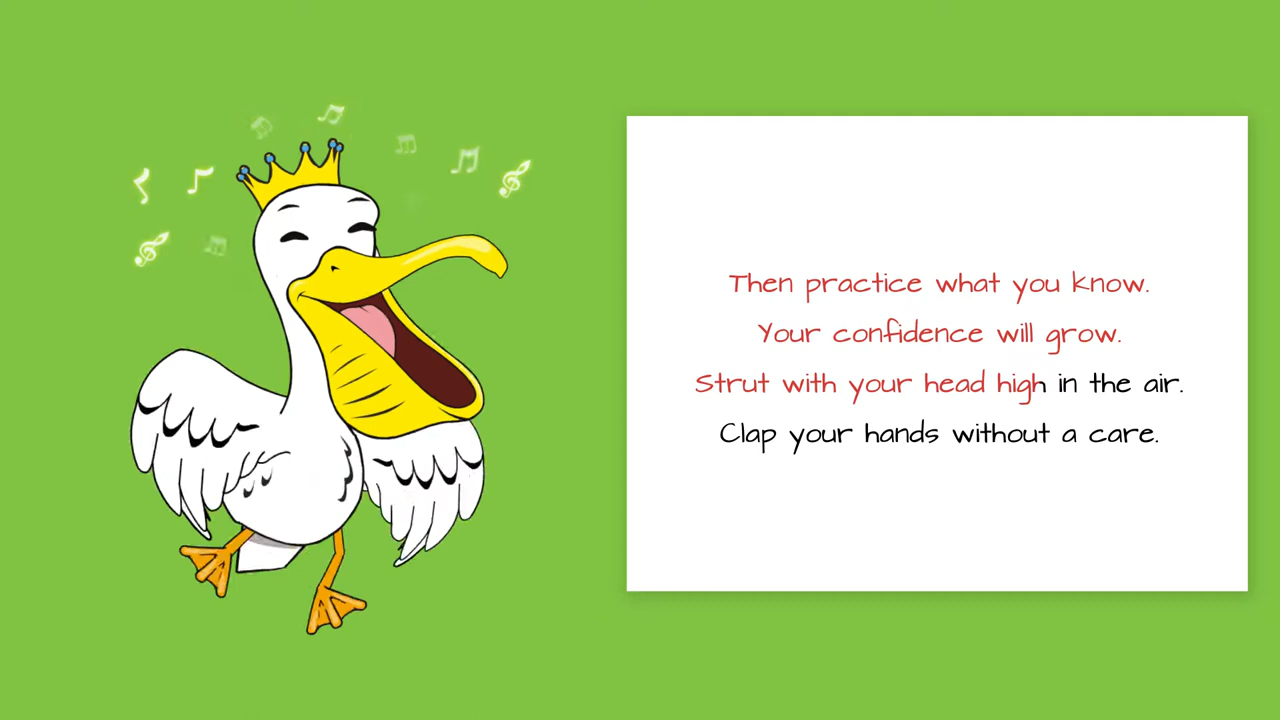 Then practice what you know.
Your confidence will grow.
Strut with your head high in the air.
Clap your hands without a care.